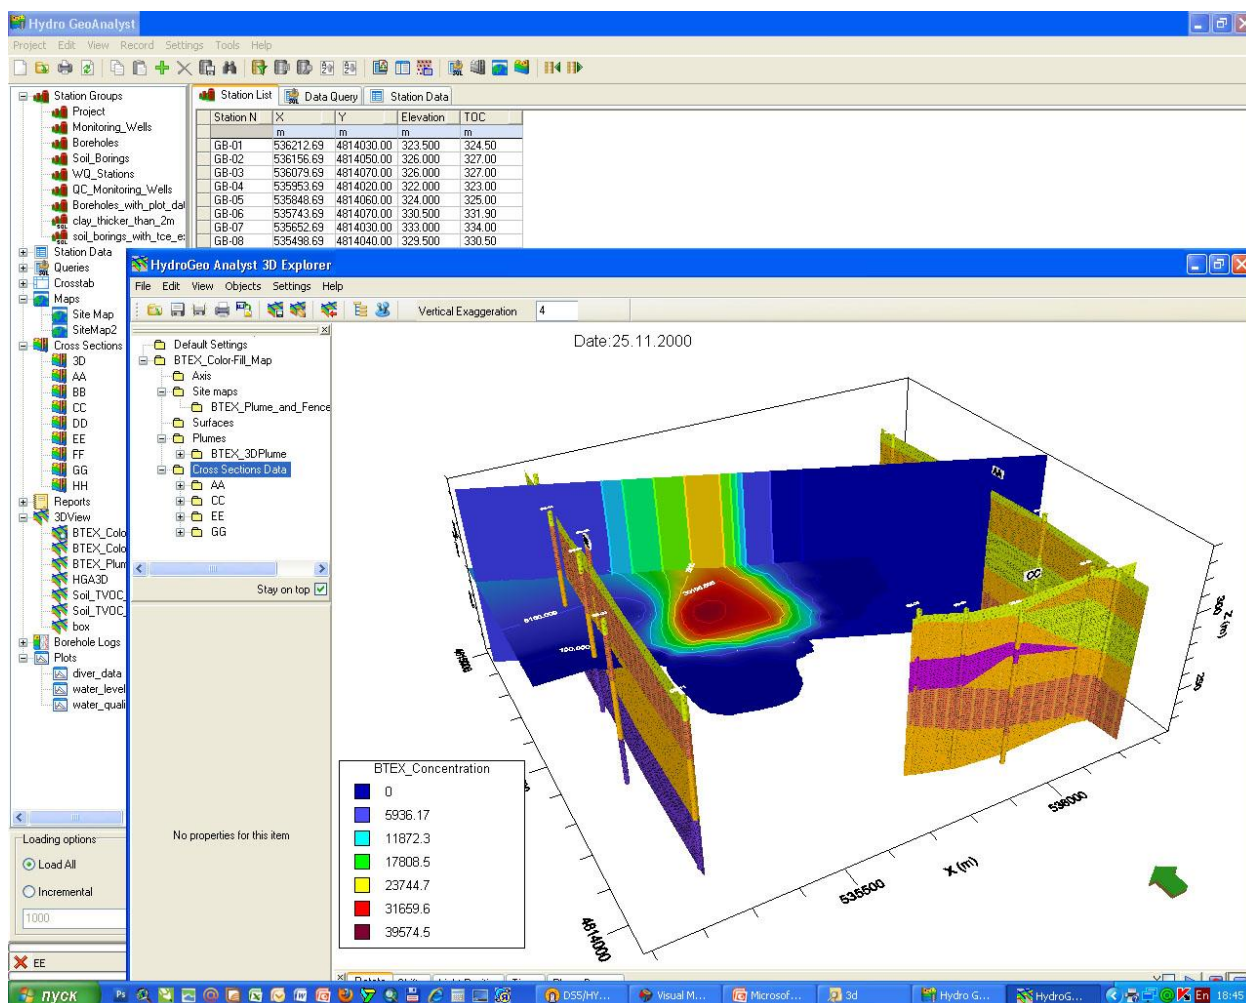 Hydro GeoAnalyst
Project Edit View Record Settings Tools Help
Station Groups
Project
Monitoring_Wells
Boreholes
Soil_Borings
WQ_Stations
QC_Monitoring_Wells
Boreholes_with_plot_dat
clay_thicker_than_2m
soil_borings_with_tce_e
Station Data
Queries
Crosstab
Maps
Site Map
SiteMap2
Cross Sections
3D
AA
BB
CC
DD
EE
FF
GG
HH
Reports
3DView
BTEX_Colo
BTEX_Colo
BTEX_Plum
HGA3D
Soil_TVOC_
Soil_TVOC_
box
Borehole Logs
Plots
diver_data
water_level
water_quali
Loading options
Load All
Incremental
1000
EE
Station List Data Query Station Data
Station N X Y Elevation TOC
m m m m
GB-01 536212.69 4814030.00 323.500 324.50
GB-02 536156.69 4814050.00 326.000 327.00
GB-03 536079.69 4814070.00 326.000 327.00
GB-04 535953.69 4814020.00 322.000 323.00
GB-05 535848.69 4814060.00 324.000 325.00
GB-06 535743.69 4814070.00 330.500 331.90
GB-07 535652.69 4814030.00 333.000 334.00
GB-08 535498.69 4814040.00 329.500 330.50
HydroGeo Analyst 3D Explorer
File Edit View Objects Settings Help
Vertical Exaggeration 4
Default Settings
BTEX_Color-Fill_Map
Axis
Site maps
BTEX_Plume_and_Fence
Surfaces
Plumes
BTEX_3DPlume
Cross Sections Data
AA
CC
EE
GG
Stay on top
No properties for this item
Date:25.11.2000
AA
CC
300
Z (m)
250
536000
X (m)
535500
4814000
BTEX_Concentration
0
5936.17
11872.3
17808.5
23744.7
31659.6
39574.5
пуск
DS5/HY...
Visual M...
Microsof...
3d
Hydro G...
HydroG...
En
18:45